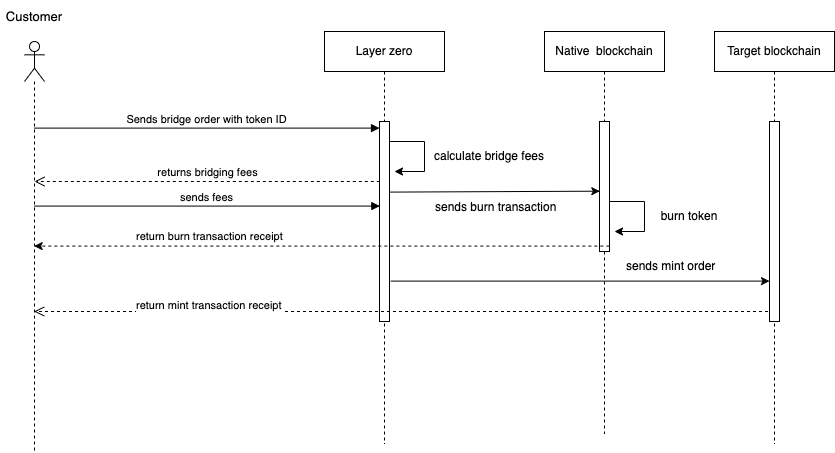 Customer
Layer zero
Native blockchain
Target blockchain
Sends bridge order with token ID
calculate bridge fees
returns bridging fees
sends fees
sends burn transaction
burn token
return burn transaction receipt
sends mint order
return mint transaction receipt